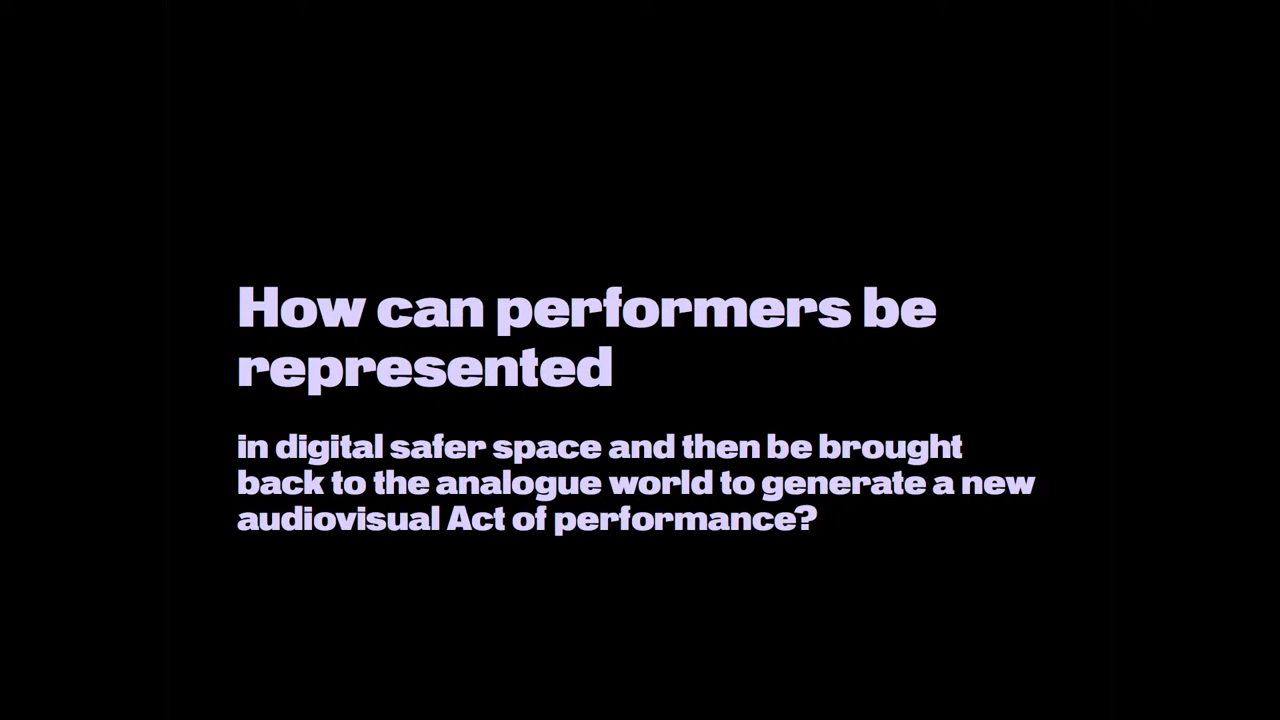 How can performers be
represented
in digital safer space and then be brought
back to the analogue world to generate a new
audiovisual Act of performance?